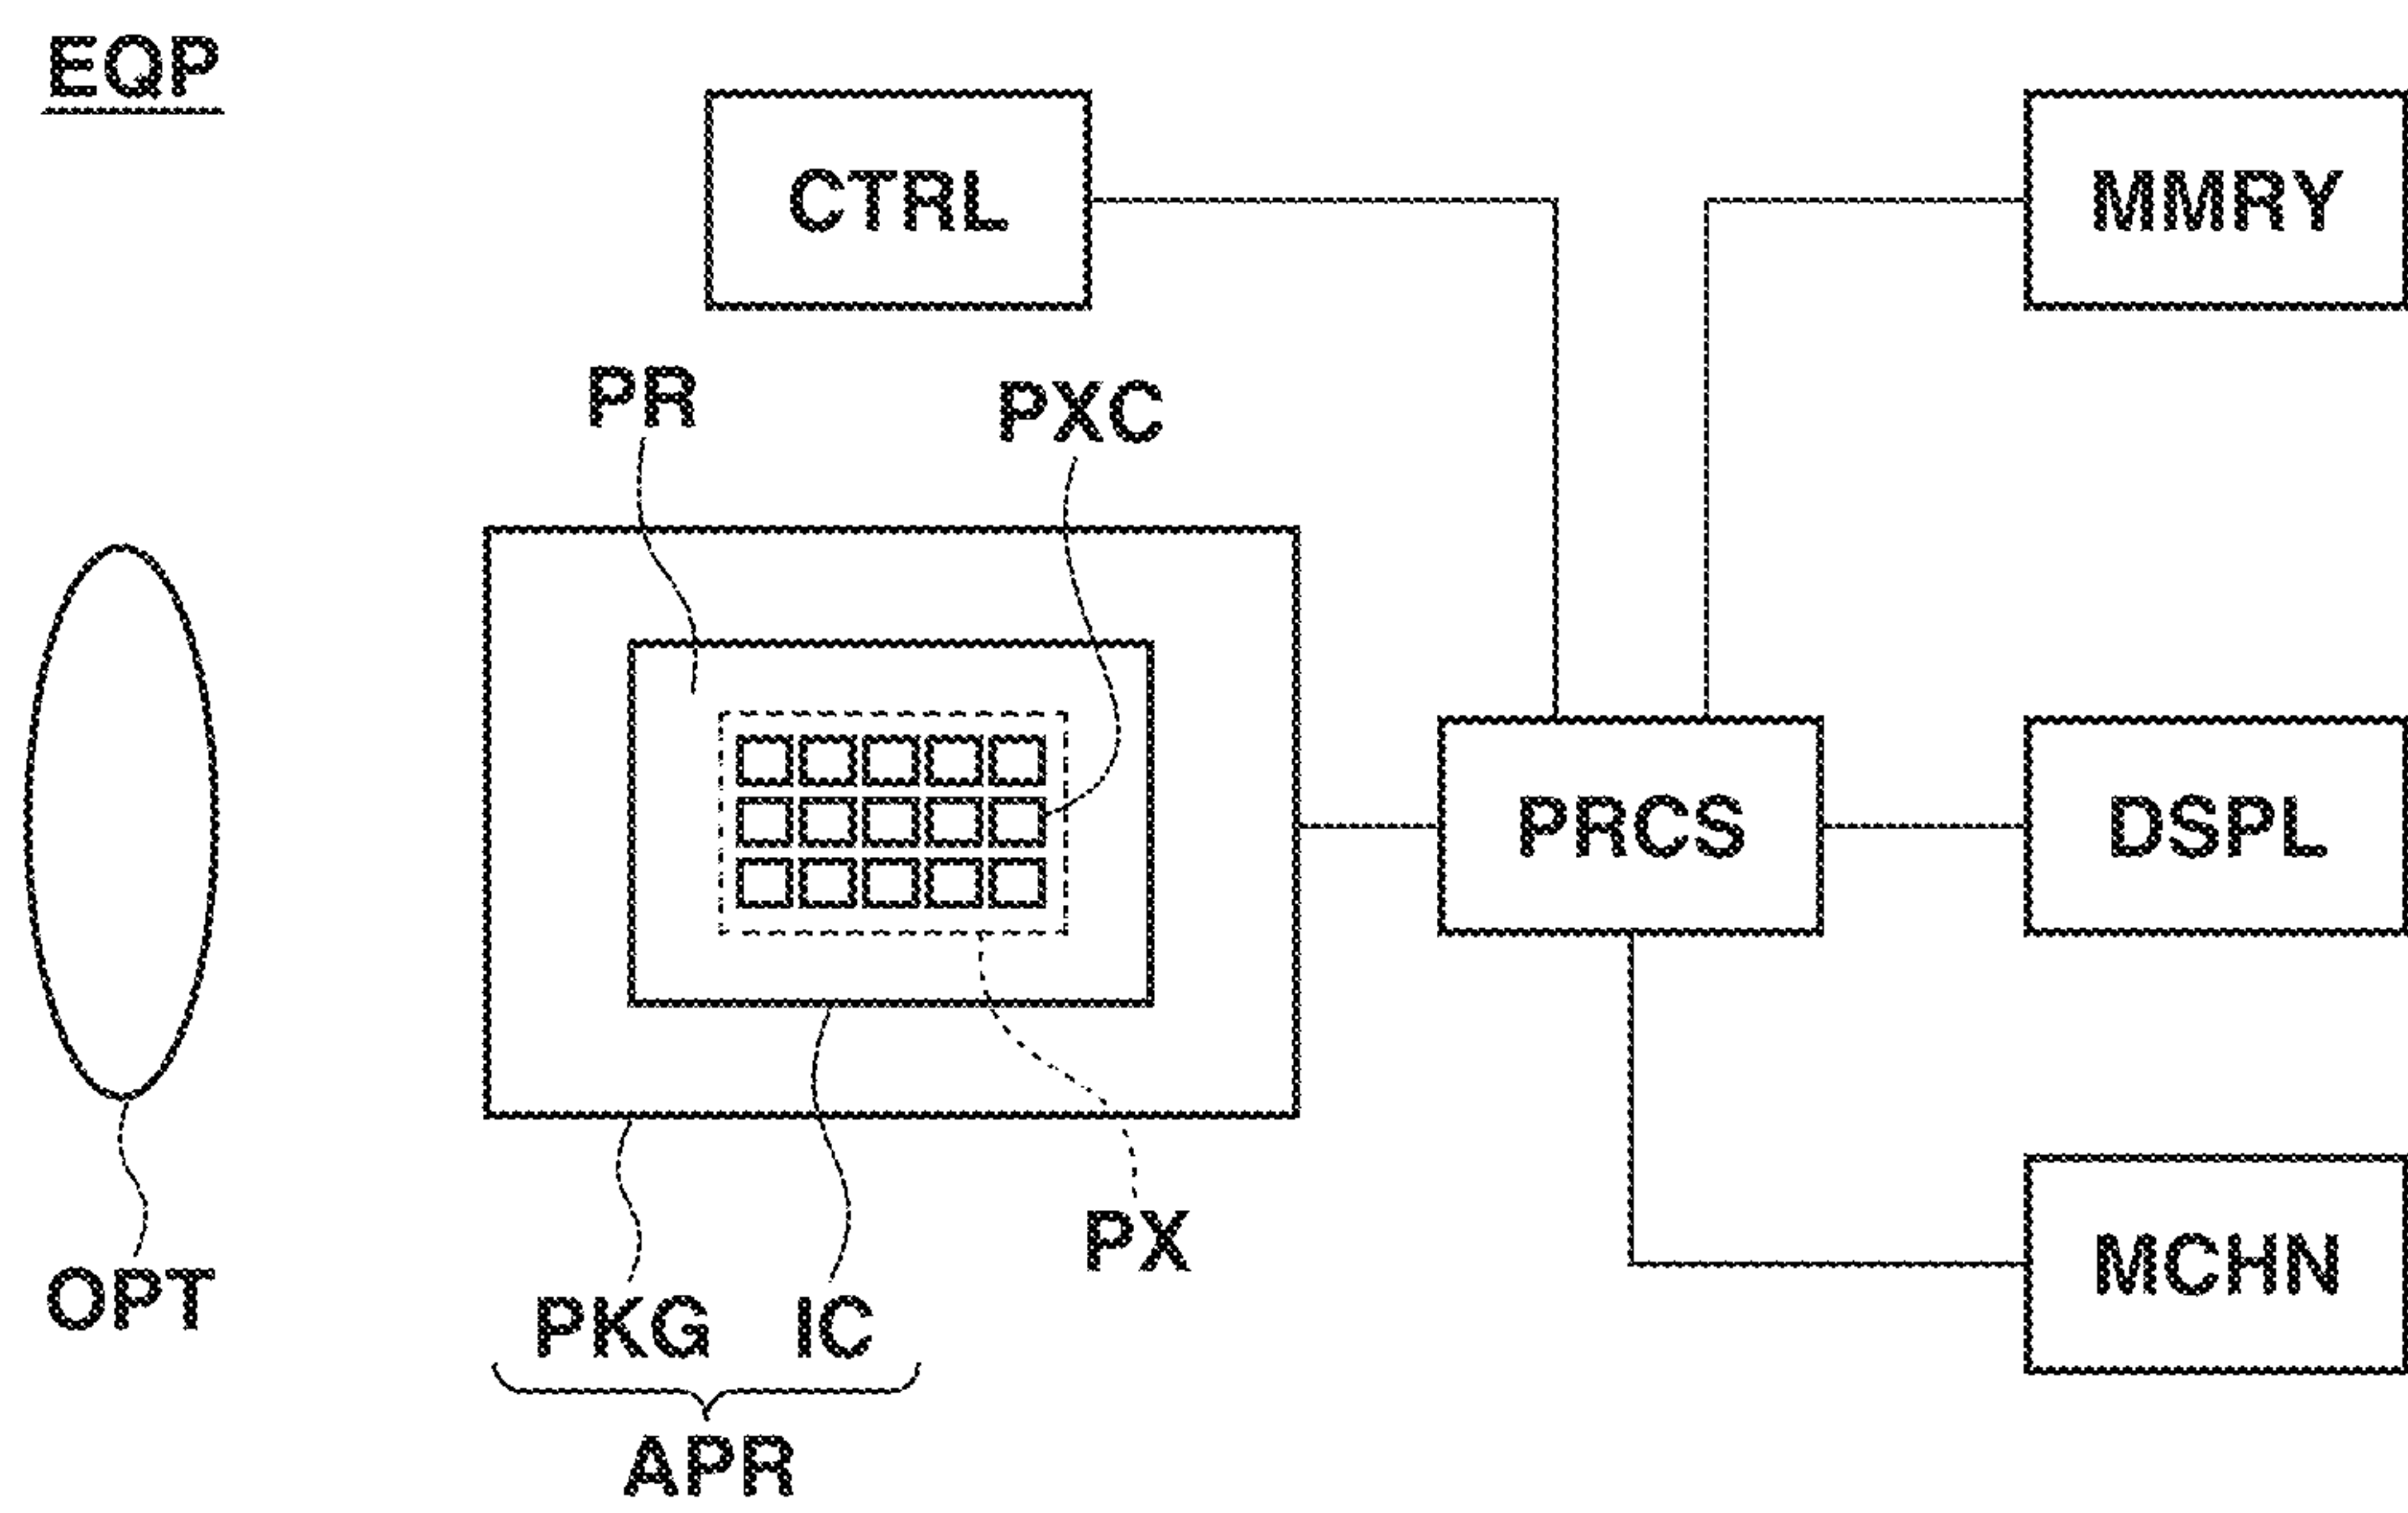 EQP
CTRL
MMRY
PR
PXC
PRCS
DSPL
PX
MCHN
OPT
PKG IC
APR